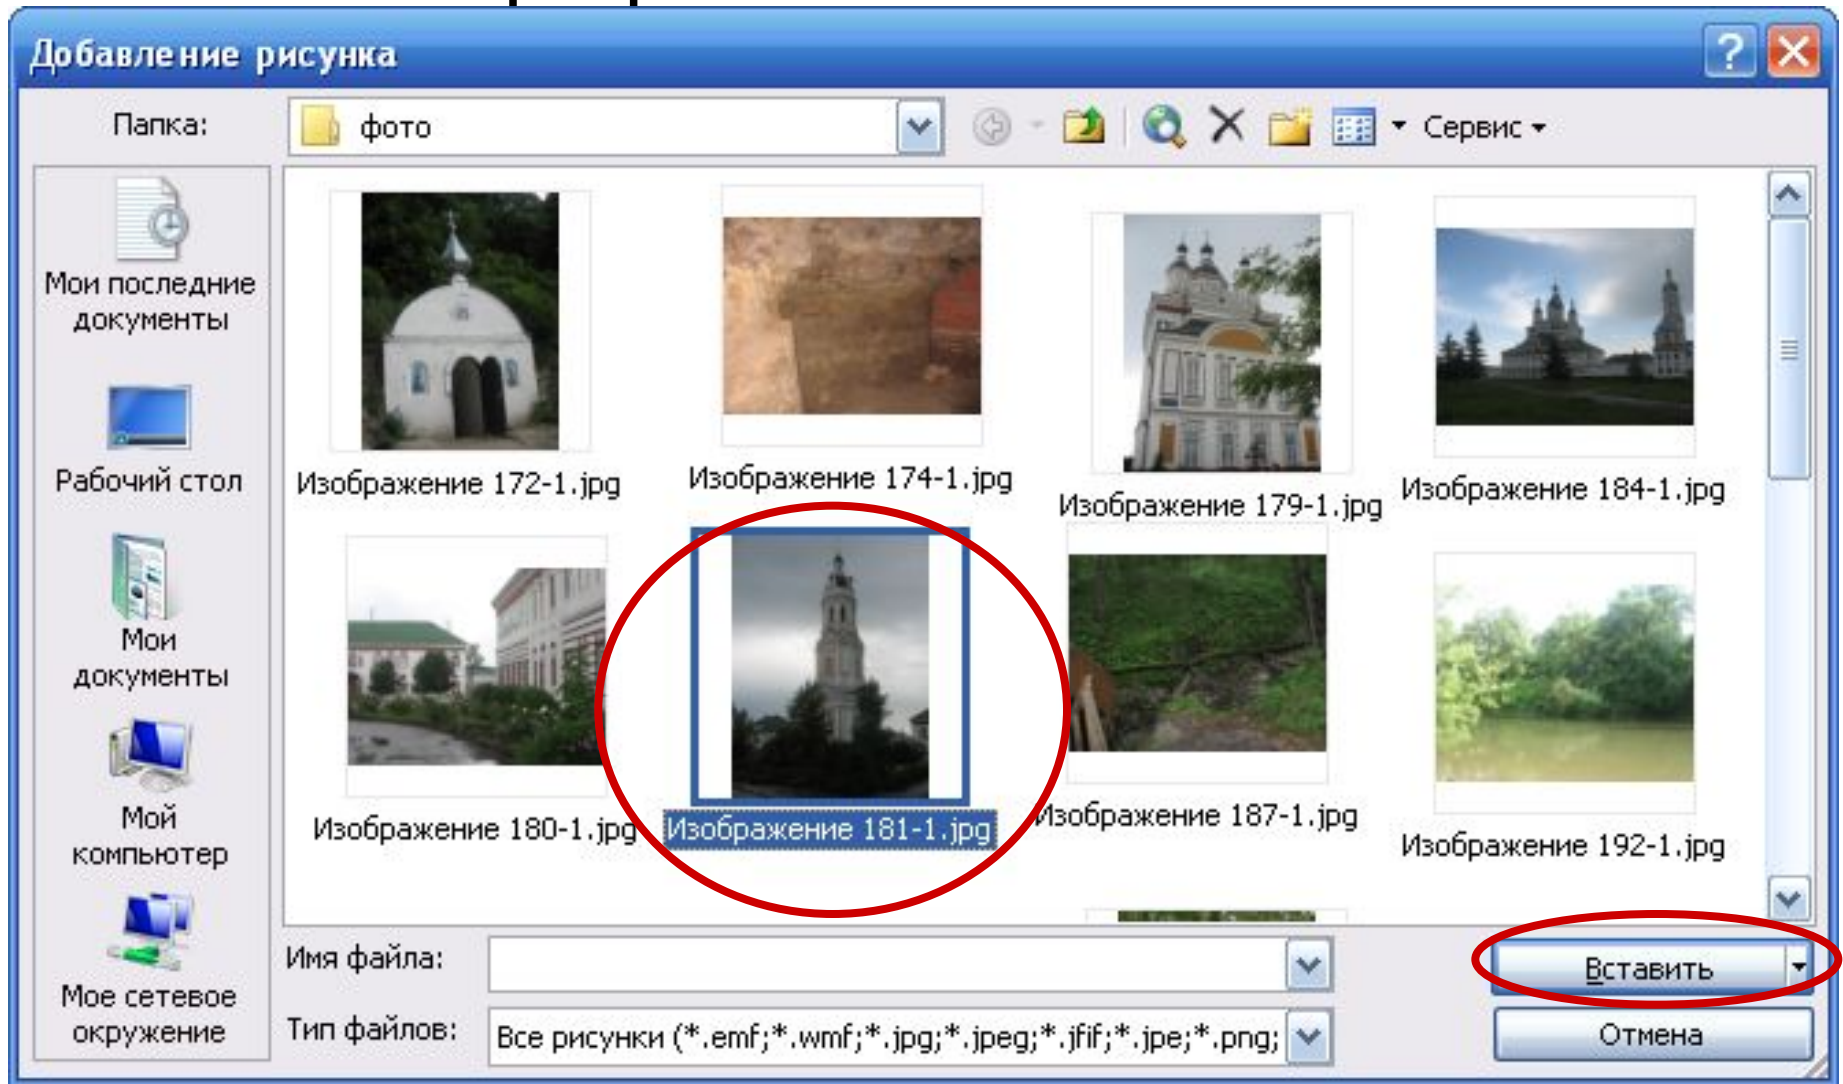 Добавление рисунка
Папка:
фото
Сервис
Мои последние
документы
Рабочий стол
Мои
документы
Мой
компьютер
Мое сетевое
окружение
Изображение 172-1.jpg
Изображение 174-1.jpg
Изображение 179-1.jpg
Изображение 184-1.jpg
Изображение 180-1.jpg
Изображение 181-1.jpg
Изображение 187-1.jpg
Изображение 192-1.jpg
Имя файла:
Вставить
Тип файлов:
Все рисунки (*.emf;*.wmf;*.jpg;*.jpeg;*.jfif;*.jpe;*.png;
Отмена